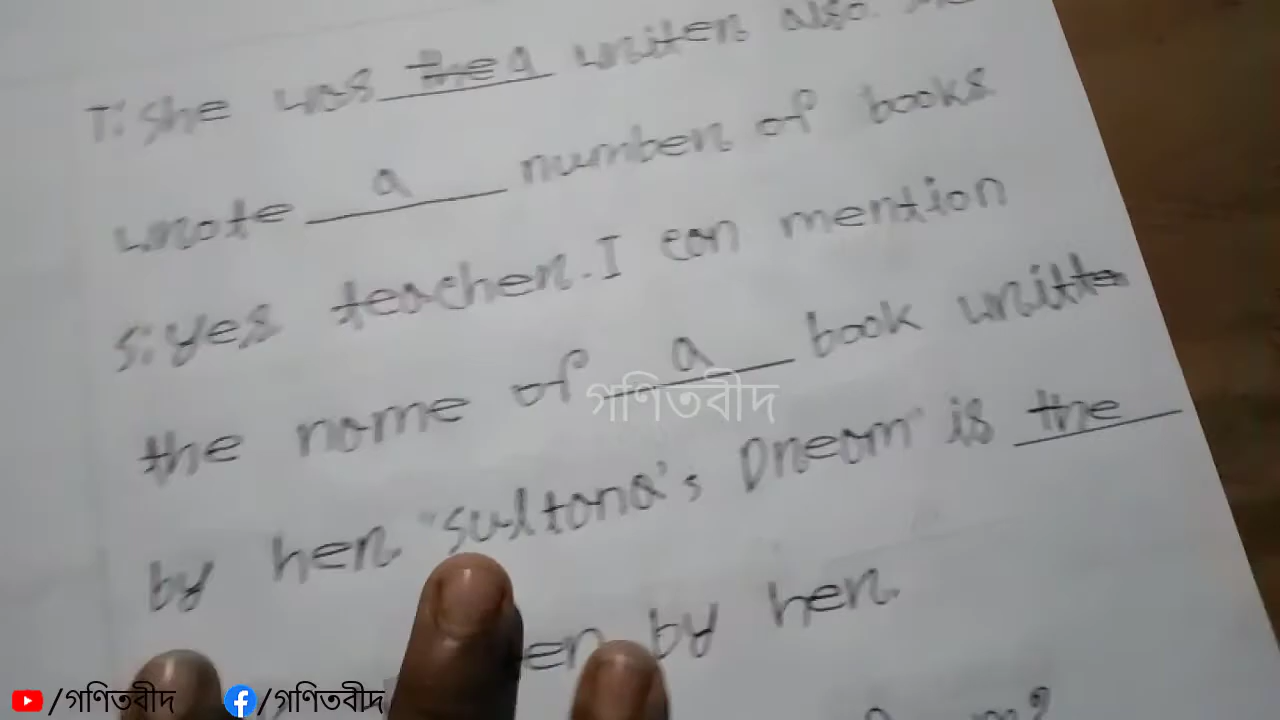 T: She was the a writer also. She
wrote a number of books
S: yes teacher. I can mention
the name of a book written
by her "Sultana's Dream" is the
by her.
গণিতবীদ
/গণিতবীদ /গণিতবীদ